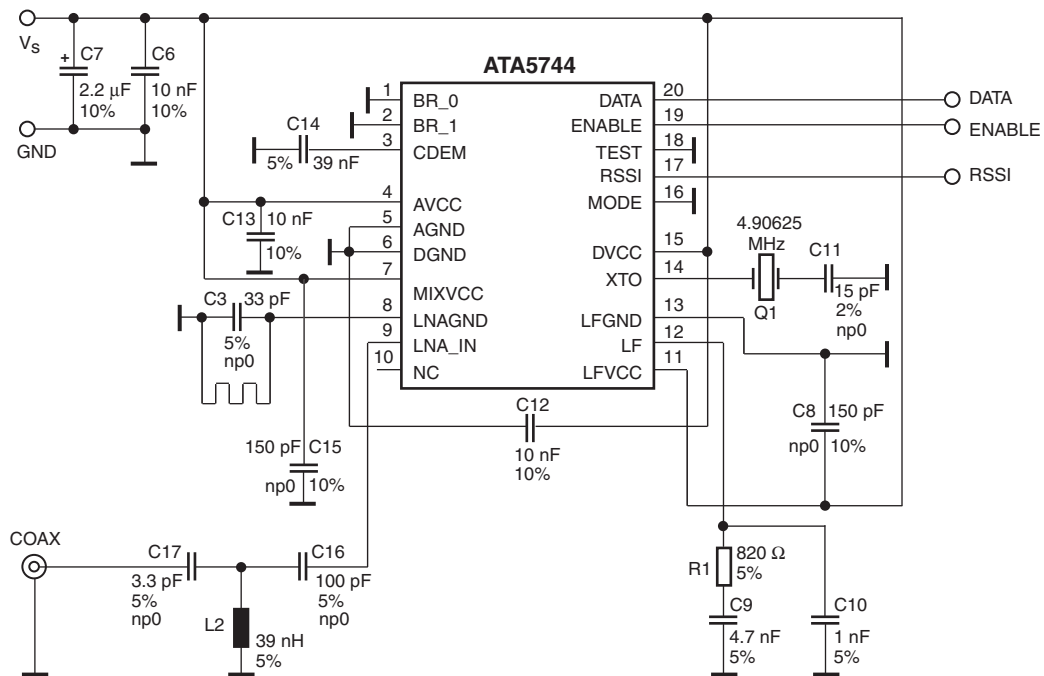 VS
GND
+
C7
2.2 µF
10%
C6
10 nF
10%
ATA5744
1
BR_0
2
BR_1
3
CDEM
4
AVCC
5
AGND
6
DGND
7
MIXVCC
8
LNAGND
9
LNA_IN
10
NC
20
DATA
19
ENABLE
18
TEST
17
RSSI
16
MODE
15
DVCC
14
XTO
13
LFGND
12
LF
11
LFVCC
DATA
ENABLE
RSSI
C14
5%
39 nF
C13
10 nF
10%
C3
33 pF
5%
np0
4.90625
MHz
Q1
C11
15 pF
2%
np0
C12
10 nF
10%
C8
150 pF
np0
10%
150 pF
C15
np0
10%
COAX
C17
3.3 pF
5%
np0
C16
100 pF
5%
np0
L2
39 nH
5%
R1
820 Ω
5%
C9
4.7 nF
5%
C10
1 nF
5%